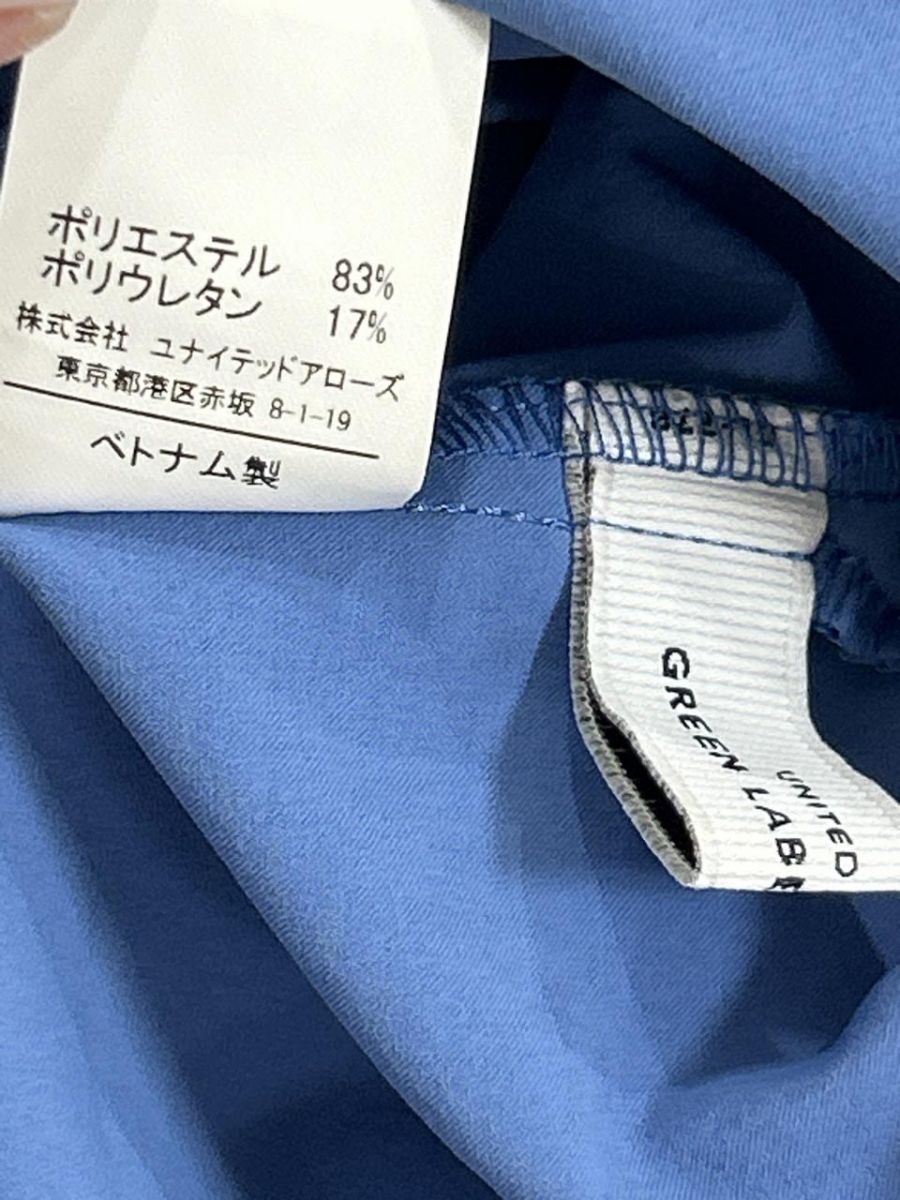 ポリエステル 83%
ポリウレタン 17%
株式会社 ユナイテッドアローズ
東京都港区赤坂 8-1-19
ベトナム製
UNITED
GREEN LAB